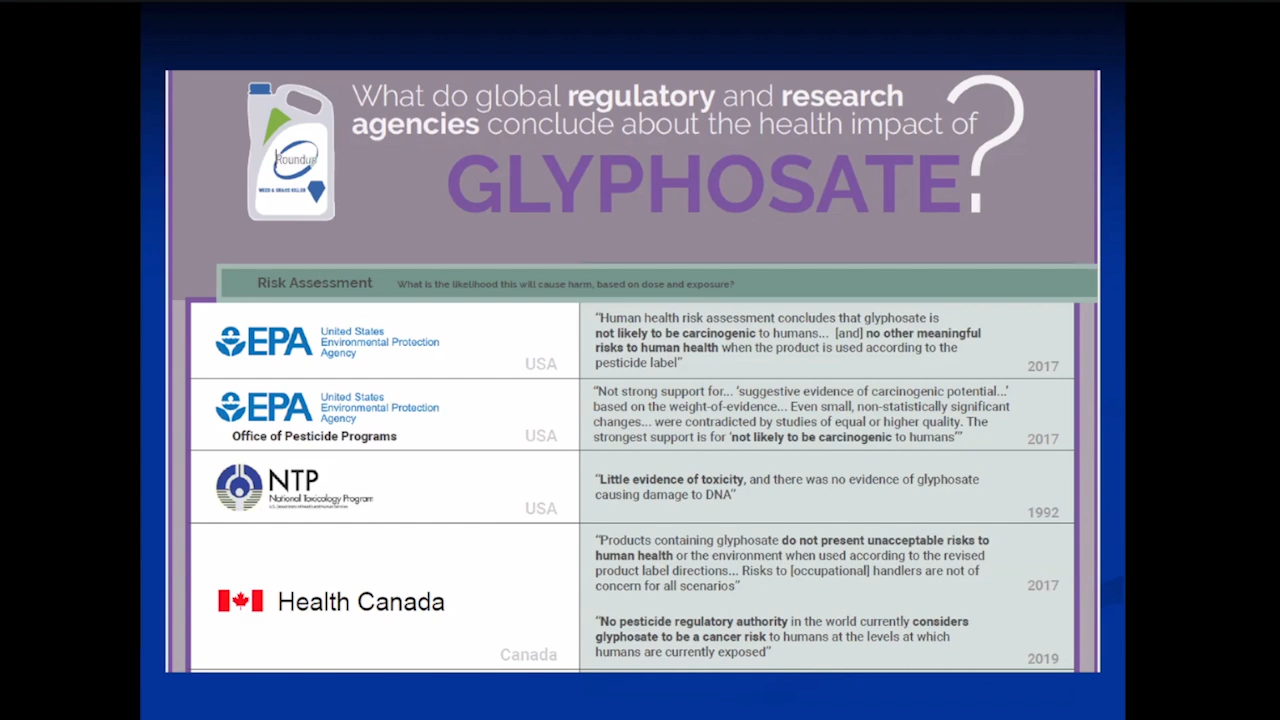 What do global regulatory and research
agencies conclude about the health impact of
?
GLYPHOSATE
Roundup
WEED & GRASS KILLER
Risk Assessment What is the likelihood this will cause harm, based on dose and exposure?
EPA
United States
Environmental Protection
Agency
USA
“Human health risk assessment concludes that glyphosate is
not likely to be carcinogenic to humans... [and] no other meaningful
risks to human health when the product is used according to the
pesticide label”
2017
EPA
United States
Environmental Protection
Agency
Office of Pesticide Programs
USA
“Not strong support for... ‘suggestive evidence of carcinogenic potential...’
based on the weight-of-evidence... Even small, non-statistically significant
changes... were contradicted by studies of equal or higher quality. The
strongest support is for ‘not likely to be carcinogenic to humans’”
2017
NTP
National Toxicology Program
U.S. Department of Health and Human Services
USA
“Little evidence of toxicity, and there was no evidence of glyphosate
causing damage to DNA”
1992
Health Canada
Canada
“Products containing glyphosate do not present unacceptable risks to
human health or the environment when used according to the revised
product label directions... Risks to [occupational] handlers are not of
concern for all scenarios”
2017
“No pesticide regulatory authority in the world currently considers
glyphosate to be a cancer risk to humans at the levels at which
humans are currently exposed”
2019